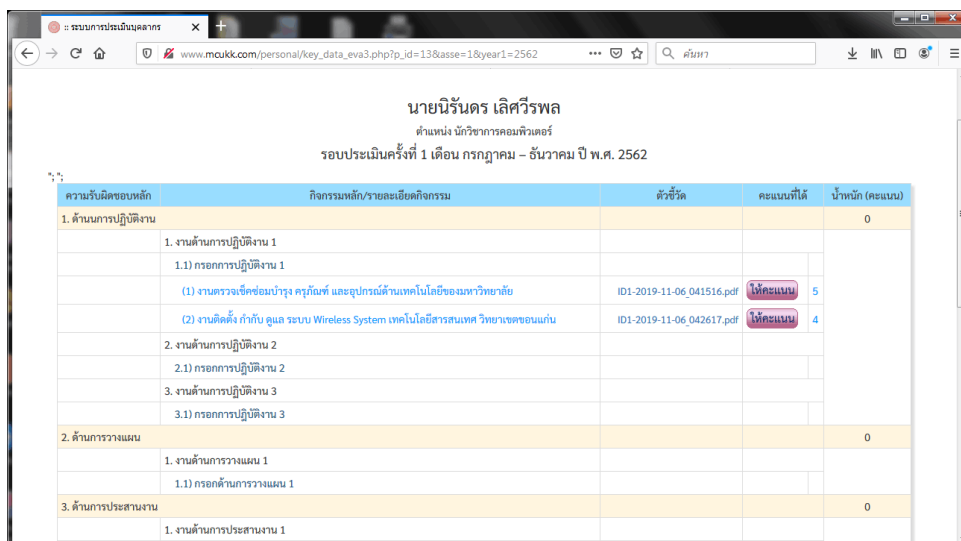 :: ระบบการประเมินบุคลากร
www.mcukk.com/personal/key_data_eva3.php?p_id=13&asse=1&year1=2562
ค้นหา
นายนิรันดร เลิศวีรพล
ตำแหน่ง นักวิชาการคอมพิวเตอร์
รอบประเมินครั้งที่ 1 เดือน กรกฎาคม – ธันวาคม ปี พ.ศ. 2562
"; ";
ความรับผิดชอบหลัก กิจกรรมหลัก/รายละเอียดกิจกรรม ตัวชี้วัด คะแนนที่ได้ น้ำหนัก (คะแนน)
1. ด้านนการปฏิบัติงาน 0
1. งานด้านการปฏิบัติงาน 1
1.1) กรอกการปฏิบัติงาน 1
(1) งานตรวจเช็คซ่อมบำรุง ครุภัณฑ์ และอุปกรณ์ด้านเทคโนโลยีของมหาวิทยาลัย ID1-2019-11-06_041516.pdf ให้คะแนน 5
(2) งานติดตั้ง กำกับ ดูแล ระบบ Wireless System เทคโนโลยีสารสนเทศ วิทยาเขตขอนแก่น ID1-2019-11-06_042617.pdf ให้คะแนน 4
2. งานด้านการปฏิบัติงาน 2
2.1) กรอกการปฏิบัติงาน 2
3. งานด้านการปฏิบัติงาน 3
3.1) กรอกการปฏิบัติงาน 3
2. ด้านการวางแผน 0
1. งานด้านการวางแผน 1
1.1) กรอกด้านการวางแผน 1
3. ด้านการประสานงาน 0
1. งานด้านการประสานงาน 1